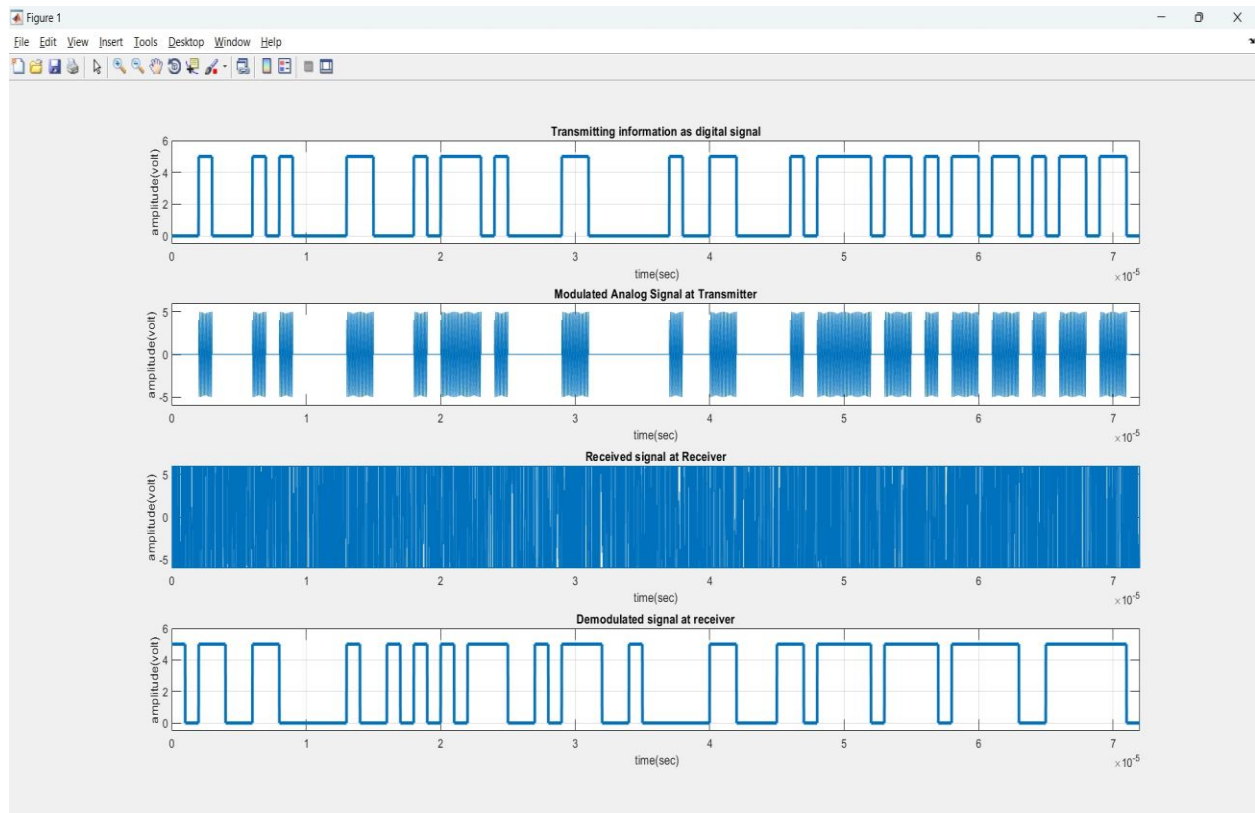 Figure 1
File Edit View Insert Tools Desktop Window Help
Transmitting information as digital signal
amplitude(volt)
6
4
2
0
0 1 2 3 4 5 6 7
time(sec)
×10-5
Modulated Analog Signal at Transmitter
amplitude(volt)
5
0
-5
0 1 2 3 4 5 6 7
time(sec)
×10-5
Received signal at Receiver
amplitude(volt)
5
0
-5
0 1 2 3 4 5 6 7
time(sec)
×10-5
Demodulated signal at receiver
amplitude(volt)
6
4
2
0
0 1 2 3 4 5 6 7
time(sec)
×10-5